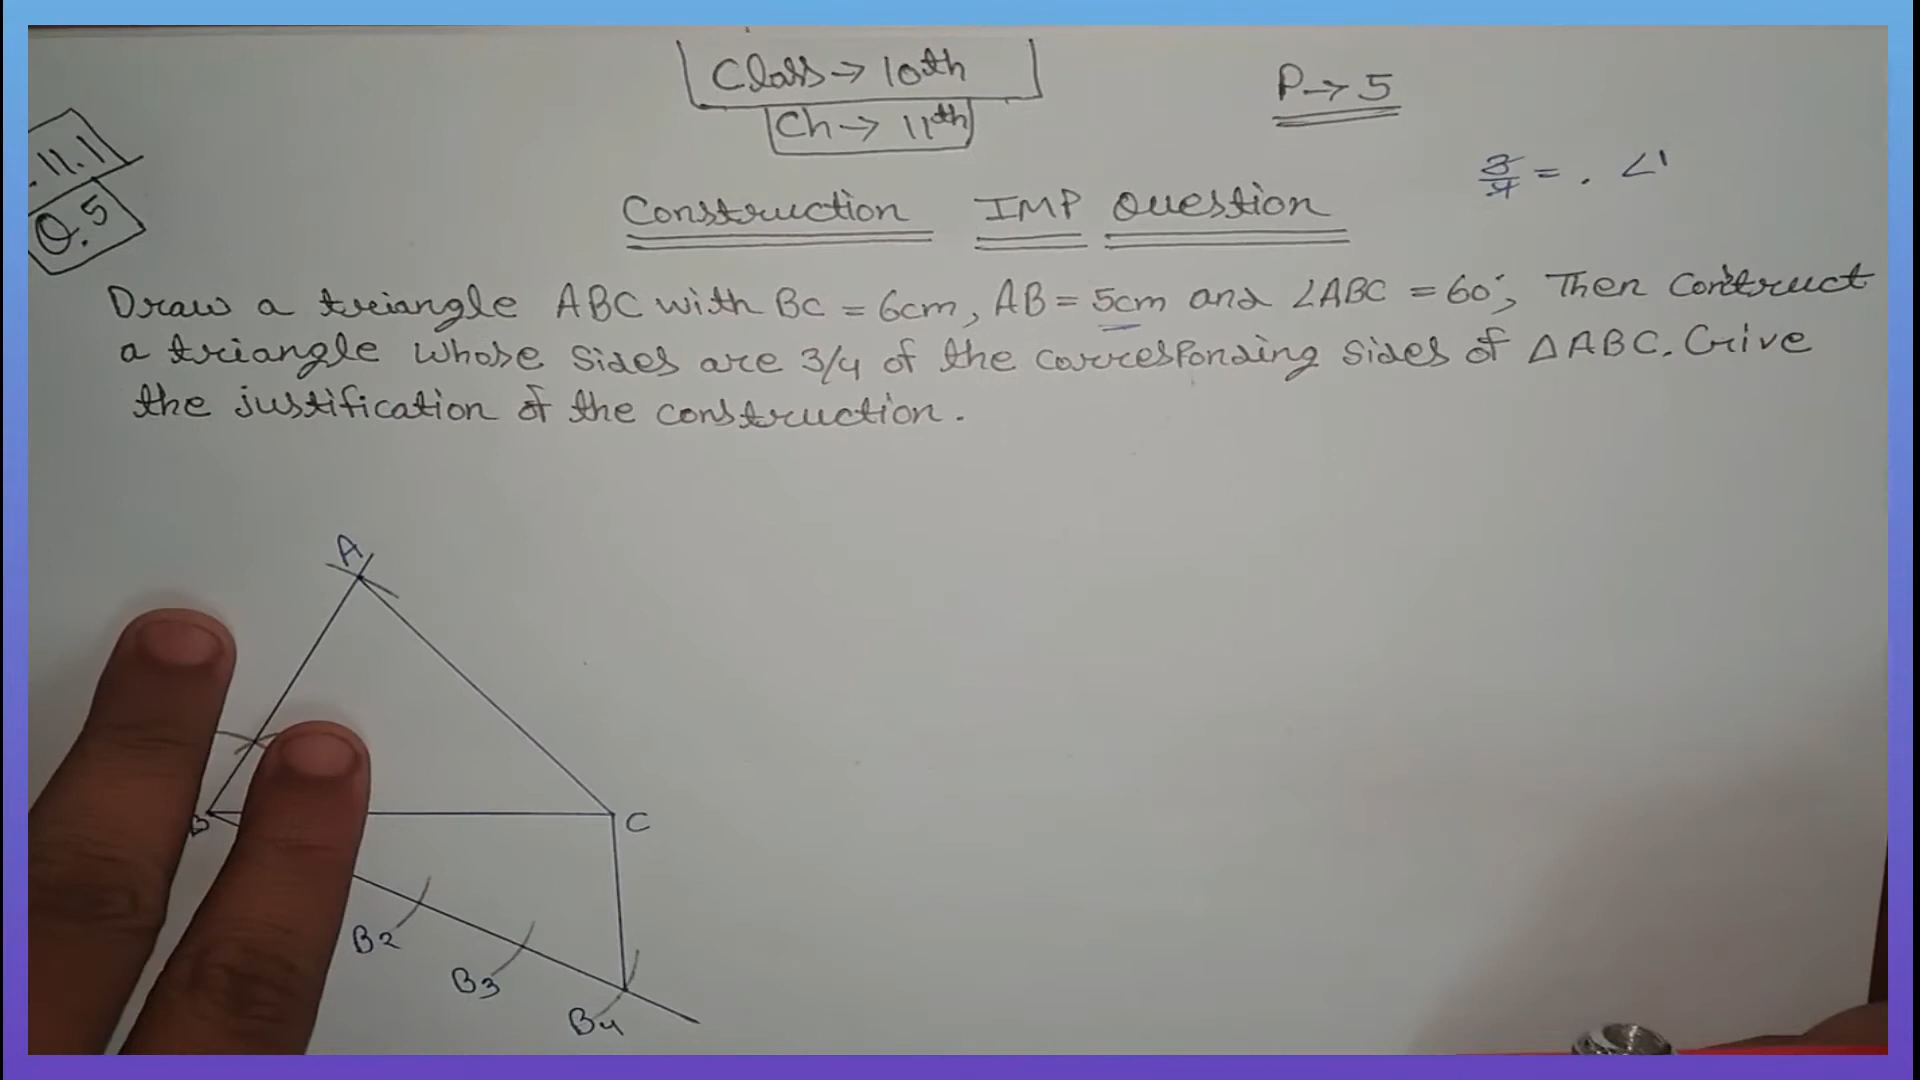 Class → 10th
Ch → 11th
P → 5
.11.1
Q.5
3/4 = . <1
Construction IMP Question
Draw a triangle ABC with BC = 6cm, AB = 5cm and ∠ABC = 60°, Then Construct
a triangle whose sides are 3/4 of the corresponding sides of △ABC. Give
the justification of the construction.
A
B
C
B2
B3
B4